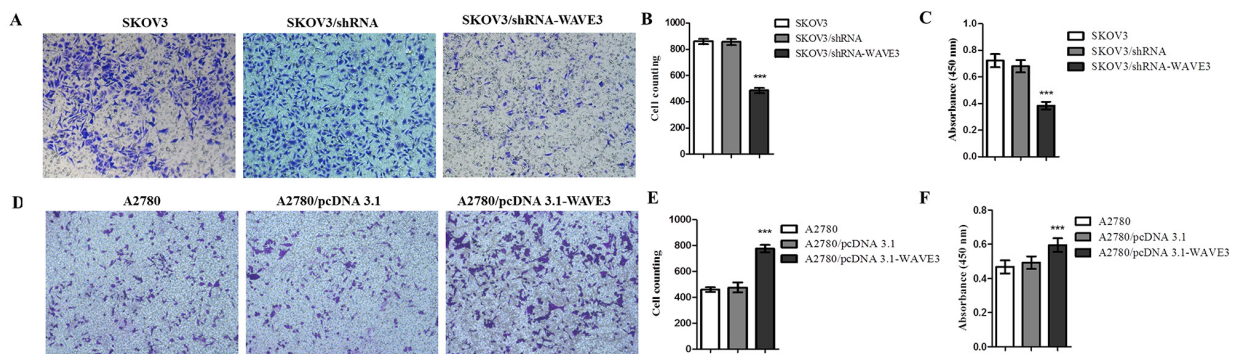 A
SKOV3
SKOV3/shRNA
SKOV3/shRNA-WAVE3
B
Cell counting
1000
800
600
400
200
0
***
SKOV3
SKOV3/shRNA
SKOV3/shRNA-WAVE3
C
Absorbance (450 nm)
1.0
0.8
0.6
0.4
0.2
0.0
***
SKOV3
SKOV3/shRNA
SKOV3/shRNA-WAVE3
D
A2780
A2780/pcDNA 3.1
A2780/pcDNA 3.1-WAVE3
E
Cell counting
1000
800
600
400
200
0
***
A2780
A2780/pcDNA 3.1
A2780/pcDNA 3.1-WAVE3
F
Absorbance (450 nm)
0.8
0.6
0.4
0.2
0.0
***
A2780
A2780/pcDNA 3.1
A2780/pcDNA 3.1-WAVE3